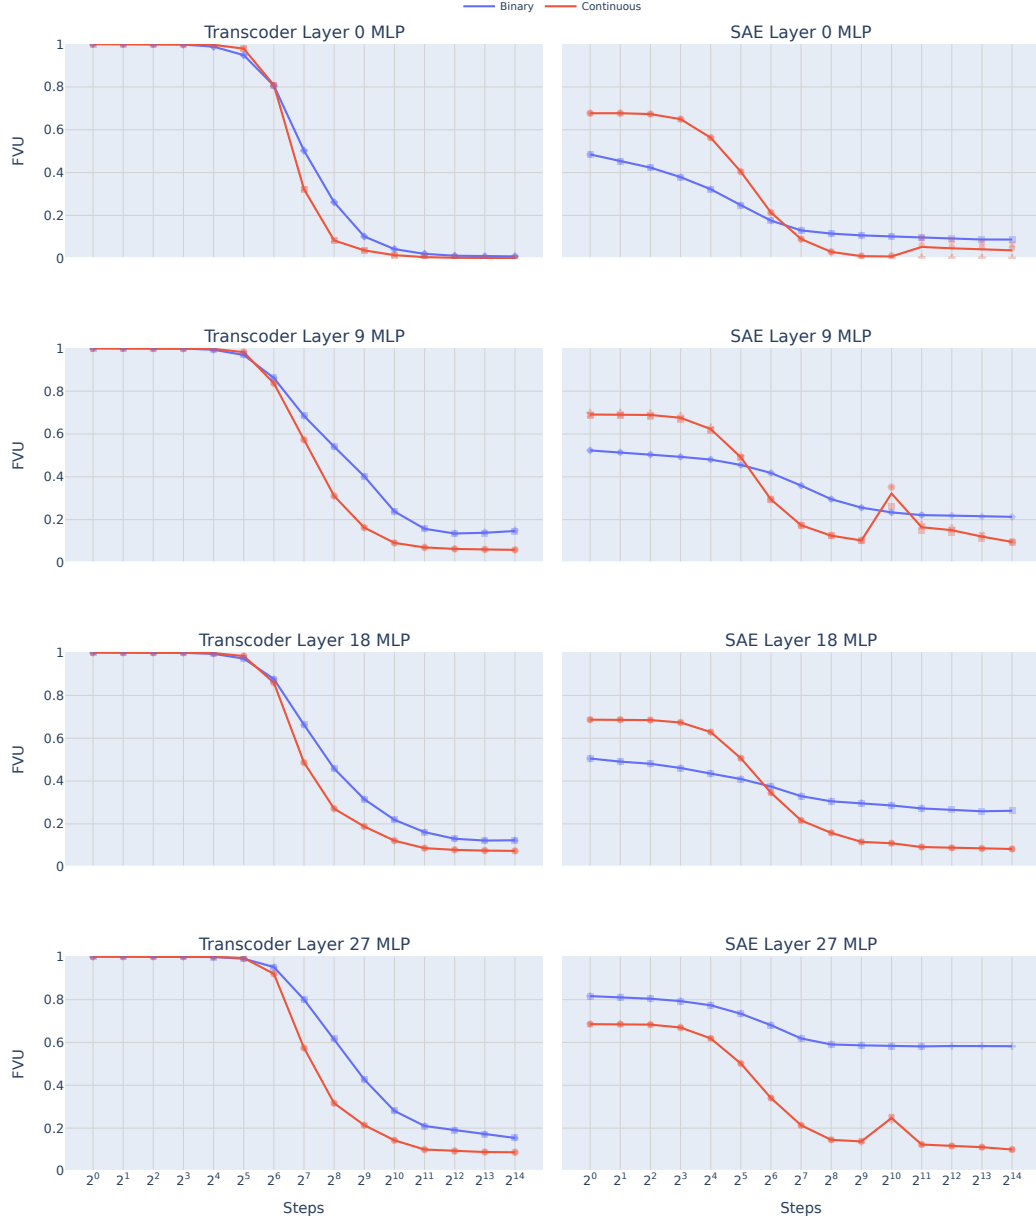 Binary Continuous
Transcoder Layer 0 MLP
SAE Layer 0 MLP
1
0.8
0.6
0.4
0.2
0
FVU
Transcoder Layer 9 MLP
SAE Layer 9 MLP
1
0.8
0.6
0.4
0.2
0
FVU
Transcoder Layer 18 MLP
SAE Layer 18 MLP
1
0.8
0.6
0.4
0.2
0
FVU
Transcoder Layer 27 MLP
SAE Layer 27 MLP
1
0.8
0.6
0.4
0.2
0
FVU
2⁰ 2¹ 2² 2³ 2⁴ 2⁵ 2⁶ 2⁷ 2⁸ 2⁹ 2¹⁰ 2¹¹ 2¹² 2¹³ 2¹⁴
2⁰ 2¹ 2² 2³ 2⁴ 2⁵ 2⁶ 2⁷ 2⁸ 2⁹ 2¹⁰ 2¹¹ 2¹² 2¹³ 2¹⁴
Steps
Steps